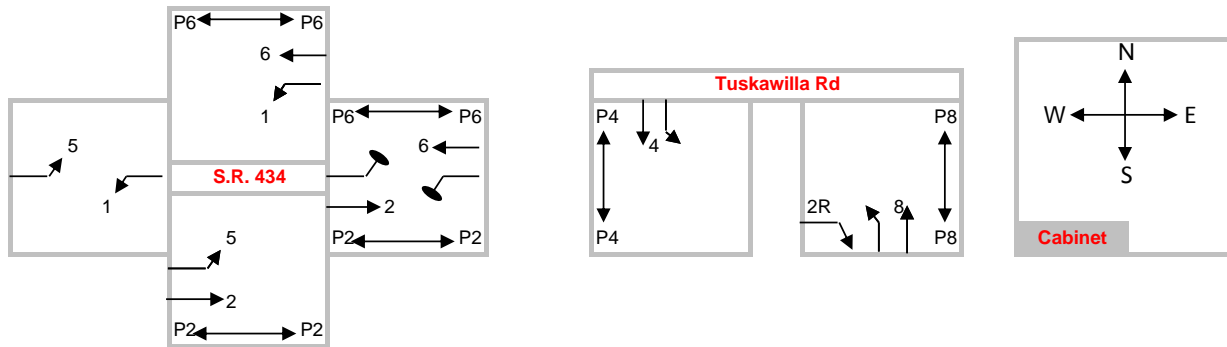 P6 P6
6
1
5
1
S.R. 434
P6 P6
6
2
P2 P2
5
2
P2 P2
Tuskawilla Rd
P4
4
P4
P8
2R 8
P8
N
W E
S
Cabinet